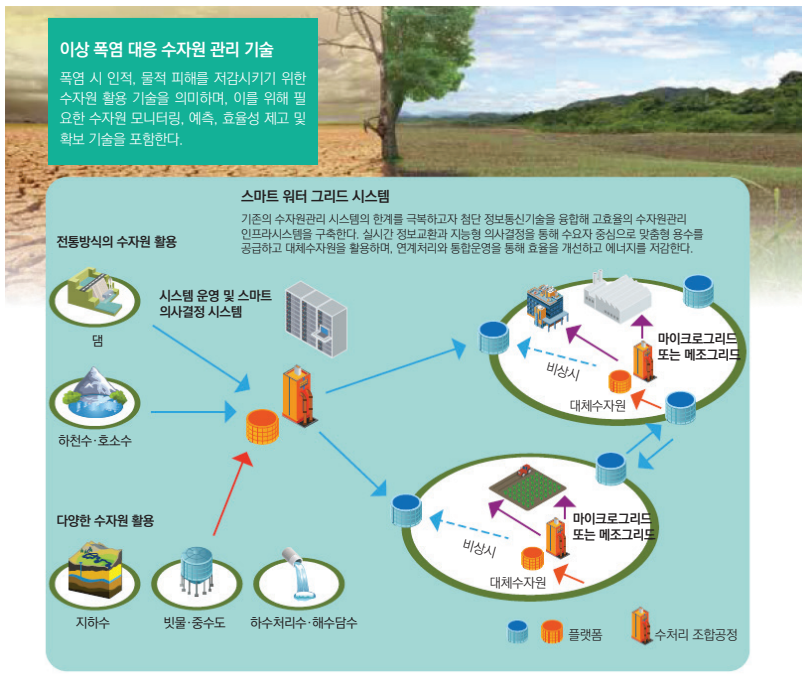 이상 폭염 대응 수자원 관리 기술
폭염 시 인적, 물적 피해를 저감시키기 위한
수자원 활용 기술을 의미하며, 이를 위해 필
요한 수자원 모니터링, 예측, 효율성 제고 및
확보 기술을 포함한다.
스마트 워터 그리드 시스템
기존의 수자원관리 시스템의 한계를 극복하고자 첨단 정보통신기술을 융합해 고효율의 수자원관리
인프라시스템을 구축한다. 실시간 정보교환과 지능형 의사결정을 통해 수요자 중심으로 맞춤형 용수를
공급하고 대체수자원을 활용하며, 연계처리와 통합운영을 통해 효율을 개선하고 에너지를 저감한다.
전통방식의 수자원 활용
댐
하천수·호소수
시스템 운영 및 스마트
의사결정 시스템
마이크로그리드
또는 메조그리드
비상시
대체수자원
다양한 수자원 활용
지하수
빗물·중수도
하수처리수·해수담수
마이크로그리드
또는 메조그리드
비상시
대체수자원
플랫폼
수처리 조합공정